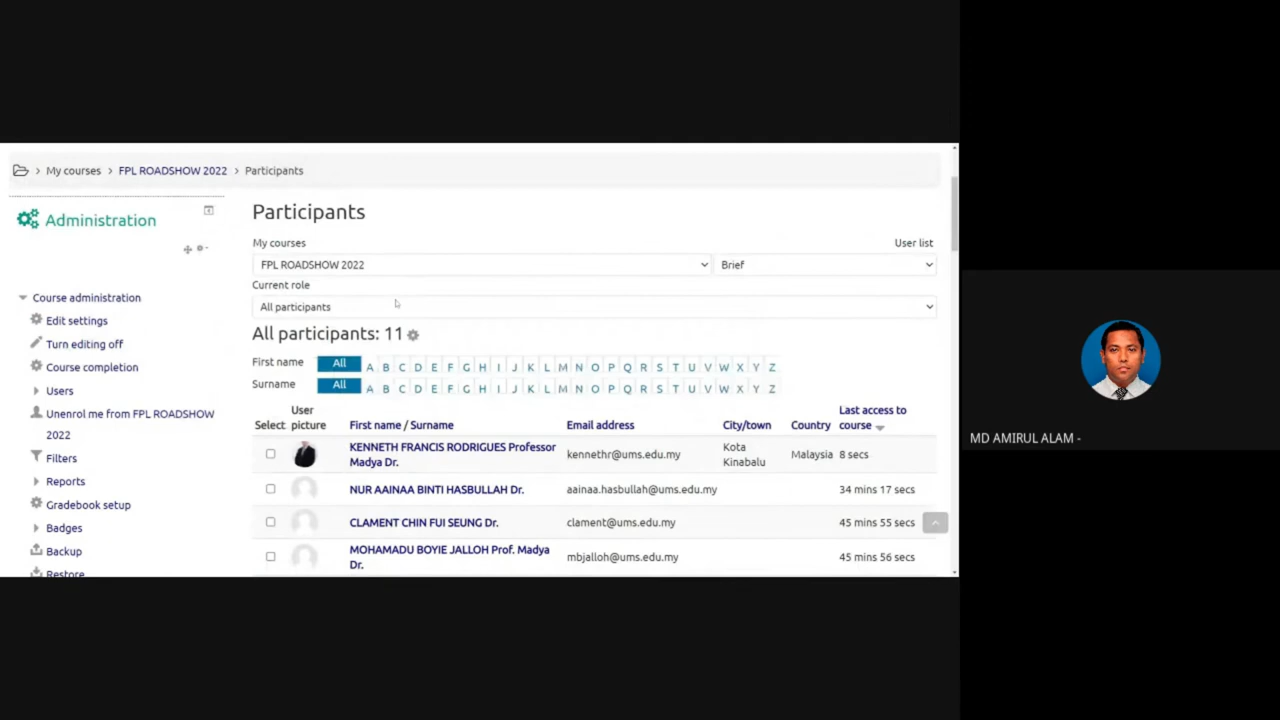 My courses > FPL ROADSHOW 2022 > Participants
Administration
Course administration
Edit settings
Turn editing off
Course completion
Users
Unenrol me from FPL ROADSHOW
2022
Filters
Reports
Gradebook setup
Badges
Backup
Restore
Participants
My courses User list
FPL ROADSHOW 2022 Brief
Current role
All participants
All participants: 11
First name All A B C D E F G H I J K L M N O P Q R S T U V W X Y Z
Surname All A B C D E F G H I J K L M N O P Q R S T U V W X Y Z
Select User picture First name / Surname Email address City/town Country Last access to course
KENNETH FRANCIS RODRIGUES Professor Madya Dr. kennethr@ums.edu.my Kota Kinabalu Malaysia 8 secs
NUR AAINAA BINTI HASBULLAH Dr. aainaa.hasbullah@ums.edu.my 34 mins 17 secs
CLAMENT CHIN FUI SEUNG Dr. clament@ums.edu.my 45 mins 55 secs
MOHAMADU BOYIE JALLOH Prof. Madya Dr. mbjalloh@ums.edu.my 45 mins 56 secs
MD AMIRUL ALAM -